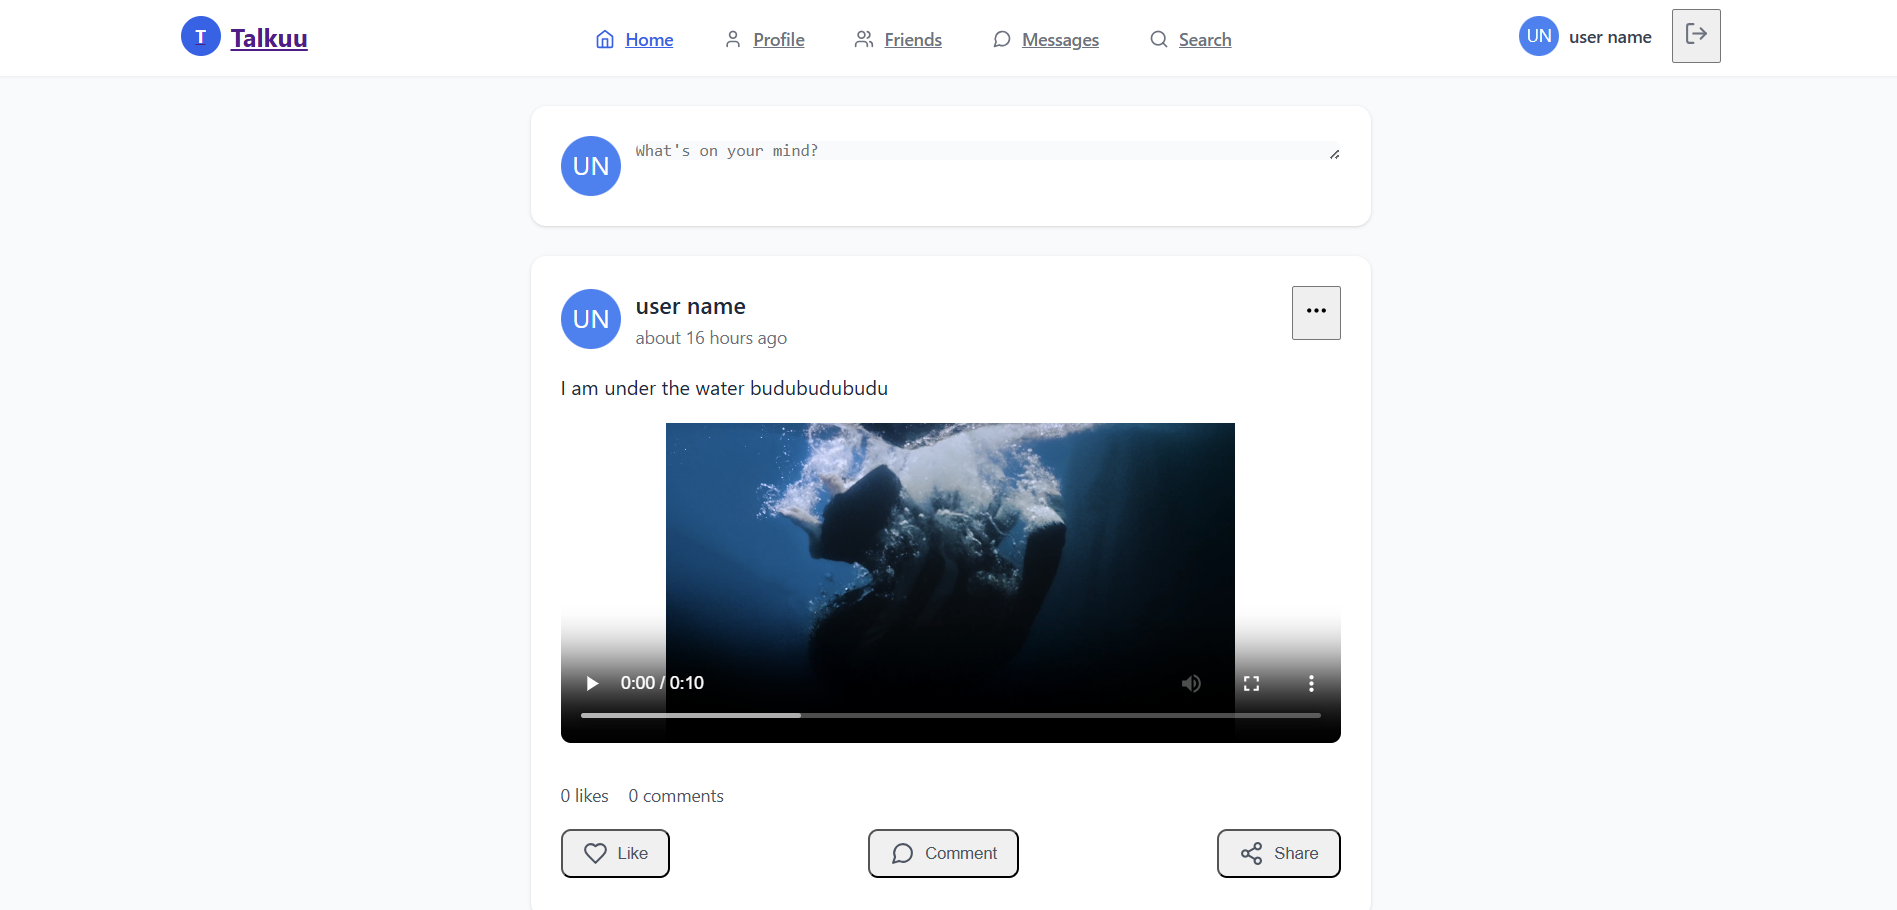 T Talkuu
Home Profile Friends Messages Search
UN user name
UN What's on your mind?
UN user name
about 16 hours ago
I am under the water budubudubudu
0:00 / 0:10
0 likes 0 comments
Like Comment Share